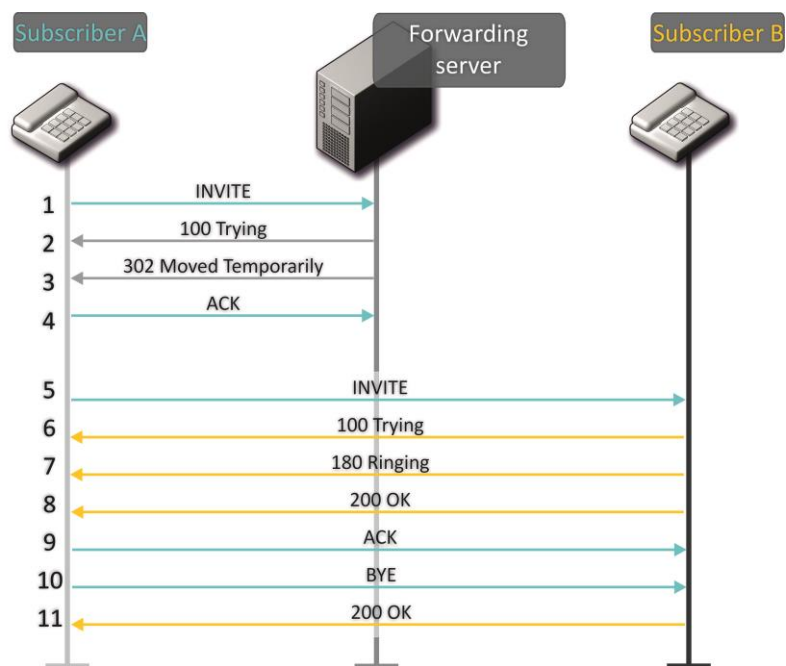 Subscriber A
Forwarding
server
Subscriber B
1
INVITE
2
100 Trying
3
302 Moved Temporarily
4
ACK
5
INVITE
6
100 Trying
7
180 Ringing
8
200 OK
9
ACK
10
BYE
11
200 OK